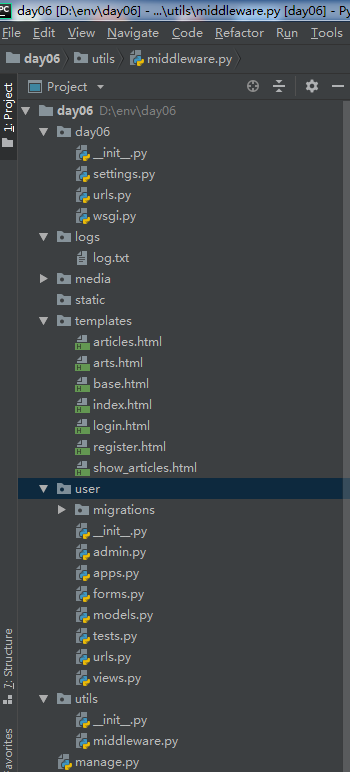 PC day06 [D:\env\day06] - ...\utils\middleware.py [day06] - Py
File Edit View Navigate Code Refactor Run Tools
day06 utils middleware.py
Project
1: Project
day06 D:\env\day06
day06
__init__.py
settings.py
urls.py
wsgi.py
logs
log.txt
media
static
templates
articles.html
arts.html
base.html
index.html
login.html
register.html
show_articles.html
user
migrations
__init__.py
admin.py
apps.py
forms.py
models.py
tests.py
urls.py
views.py
utils
__init__.py
middleware.py
manage.py
7: Structure
Favorites